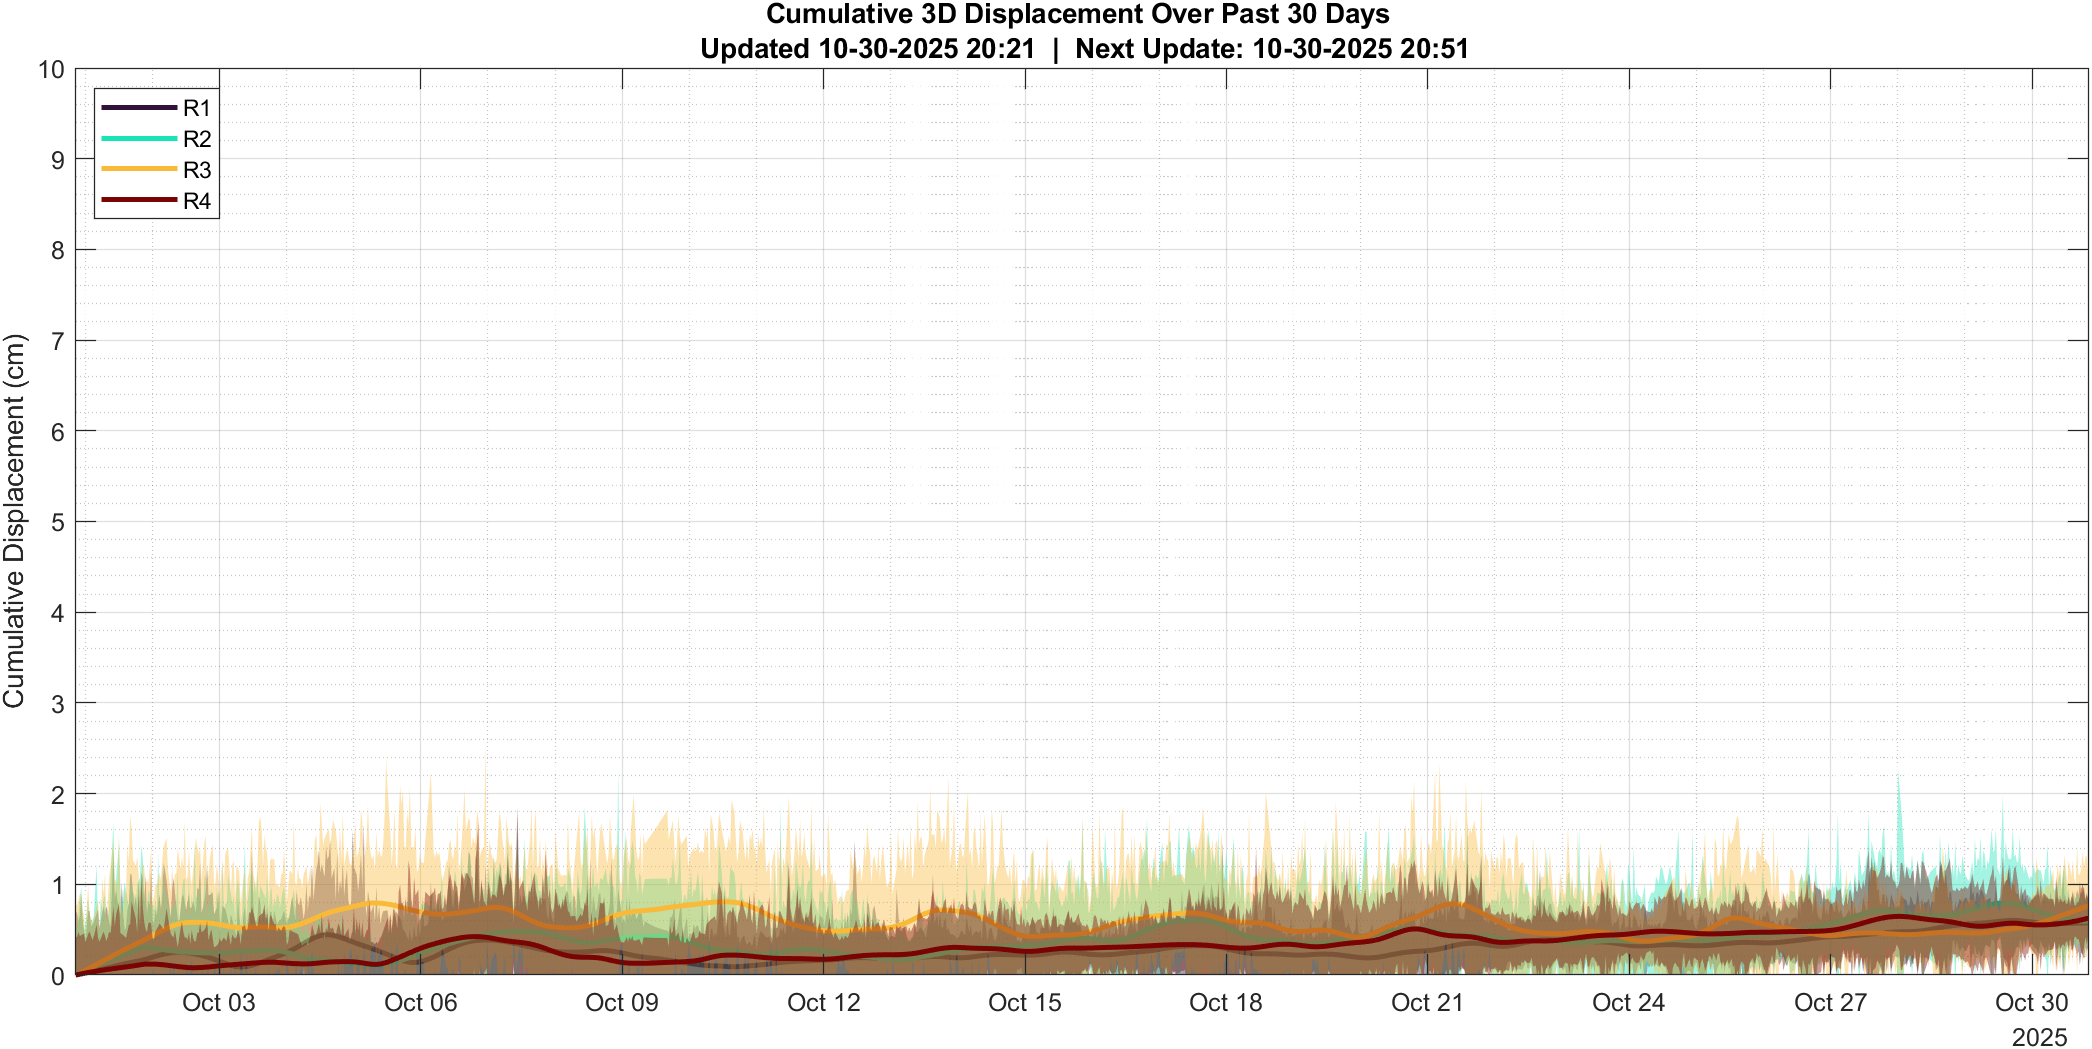 Cumulative 3D Displacement Over Past 30 Days
Updated 10-30-2025 20:21 | Next Update: 10-30-2025 20:51
Cumulative Displacement (cm)
10
9
8
7
6
5
4
3
2
1
0
R1
R2
R3
R4
Oct 03
Oct 06
Oct 09
Oct 12
Oct 15
Oct 18
Oct 21
Oct 24
Oct 27
Oct 30
2025